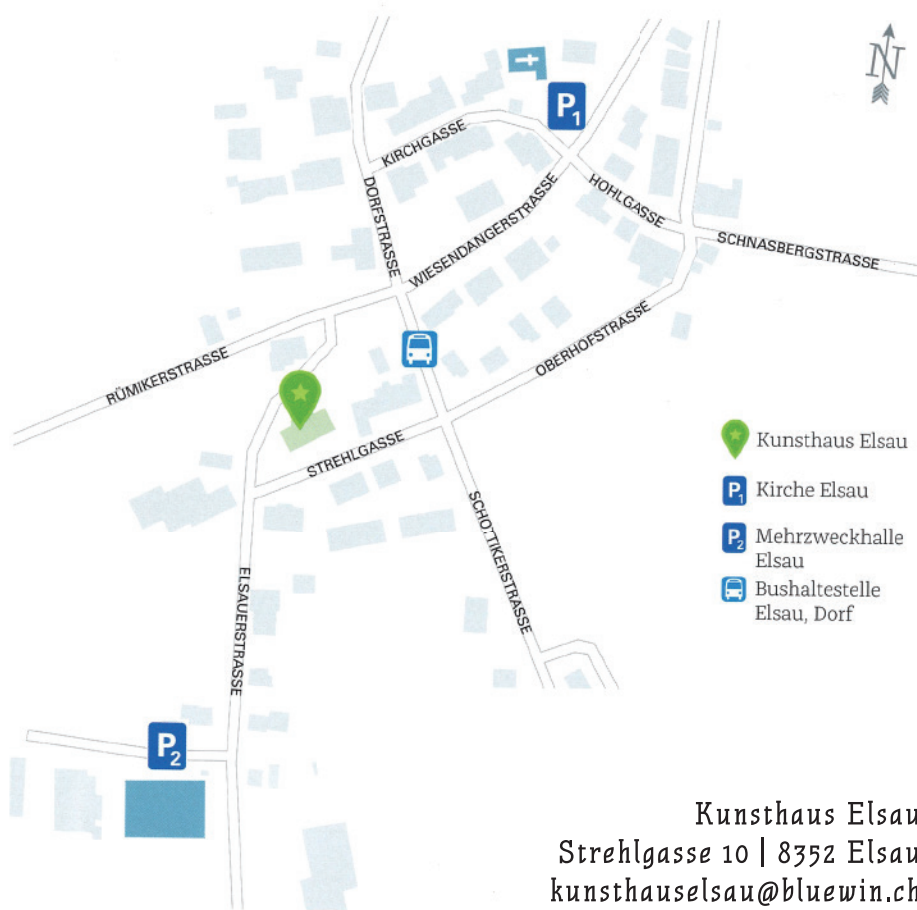 N
P1
KIRCHGASSE
DORFSTRASSE
WIESENDANGERSTRASSE
HOHLGASSE
SCHNASBERGSTRASSE
RÜMIKERSTRASSE
OBERHOFSTRASSE
STREHLGASSE
SCHOTTIKERSTRASSE
ELSAUERSTRASSE
P2
Kunsthaus Elsau
P1 Kirche Elsau
P2 Mehrzweckhalle
Elsau
Bushaltestelle
Elsau, Dorf
Kunsthaus Elsau
Strehlgasse 10 | 8352 Elsau
kunsthauselsau@bluewin.ch